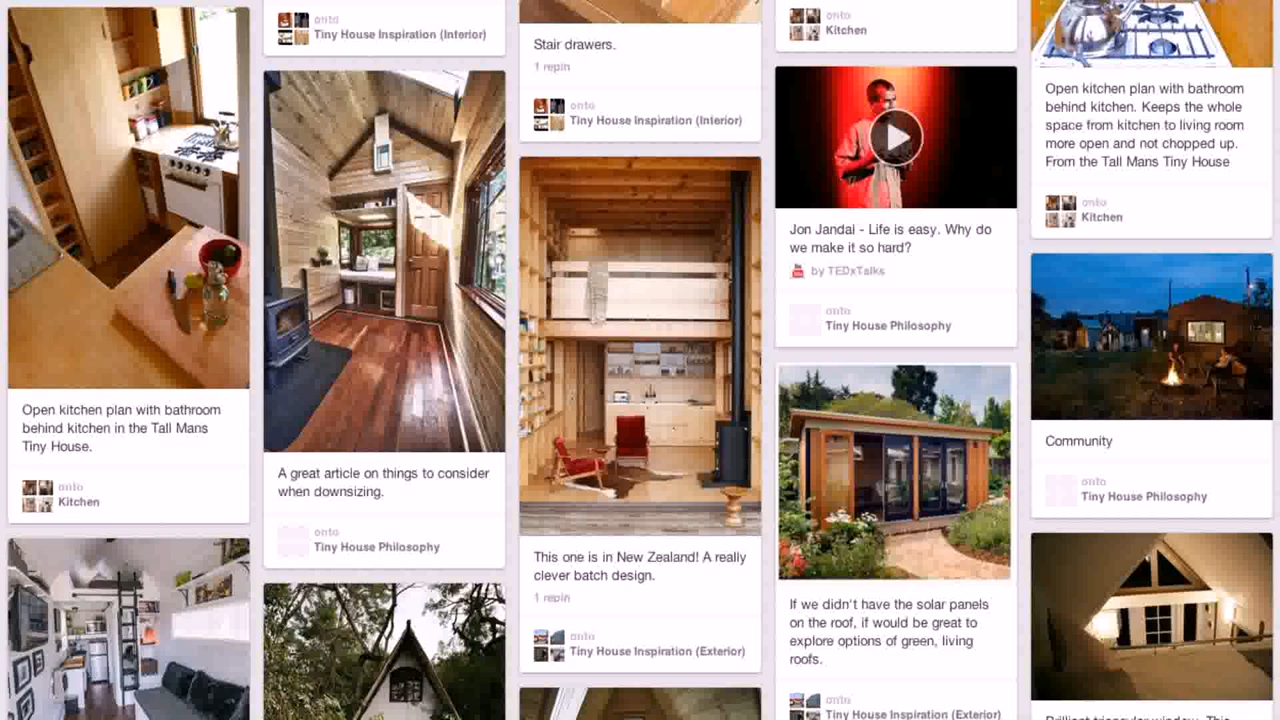 Open kitchen plan with bathroom
behind kitchen in the Tall Mans
Tiny House.
onto
Kitchen
onto
Tiny House Inspiration (Interior)
A great article on things to consider
when downsizing.
onto
Tiny House Philosophy
Stair drawers.
1 repin
onto
Tiny House Inspiration (Interior)
This one is in New Zealand! A really
clever batch design.
1 repin
onto
Tiny House Inspiration (Exterior)
onto
Kitchen
Jon Jandai - Life is easy. Why do
we make it so hard?
by TEDxTalks
onto
Tiny House Philosophy
If we didn't have the solar panels
on the roof, if would be great to
explore options of green, living
roofs.
onto
Tiny House Inspiration (Exterior)
Open kitchen plan with bathroom
behind kitchen. Keeps the whole
space from kitchen to living room
more open and not chopped up.
From the Tall Mans Tiny House
onto
Kitchen
Community
onto
Tiny House Philosophy
Brilliant triangular window. This